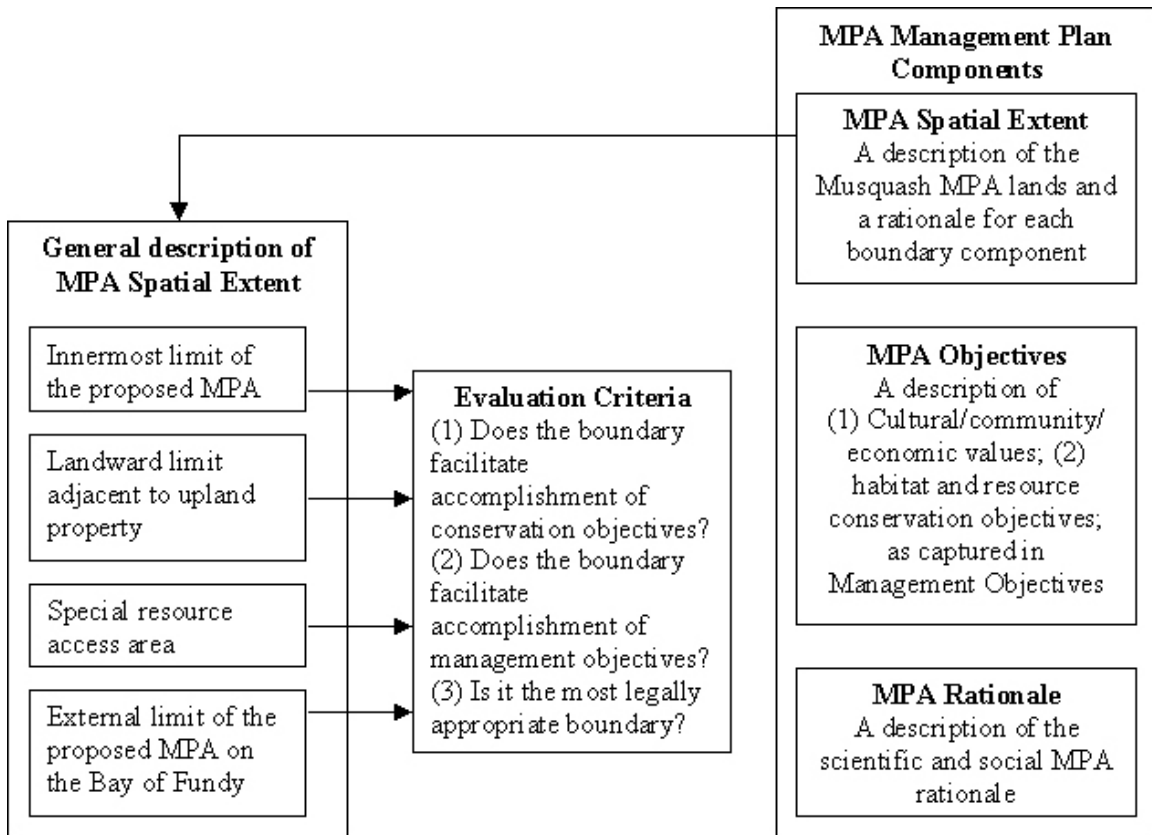 MPA Management Plan
Components
MPA Spatial Extent
A description of the
Musquash MPA lands and
a rationale for each
boundary component
MPA Objectives
A description of
(1) Cultural/community/
economic values; (2)
habitat and resource
conservation objectives;
as captured in
Management Objectives
MPA Rationale
A description of the
scientific and social MPA
rationale
General description of
MPA Spatial Extent
Innermost limit of
the proposed MPA
Landward limit
adjacent to upland
property
Special resource
access area
External limit of the
proposed MPA on
the Bay of Fundy
Evaluation Criteria
(1) Does the boundary
facilitate
accomplishment of
conservation objectives?
(2) Does the boundary
facilitate
accomplishment of
management objectives?
(3) Is it the most legally
appropriate boundary?